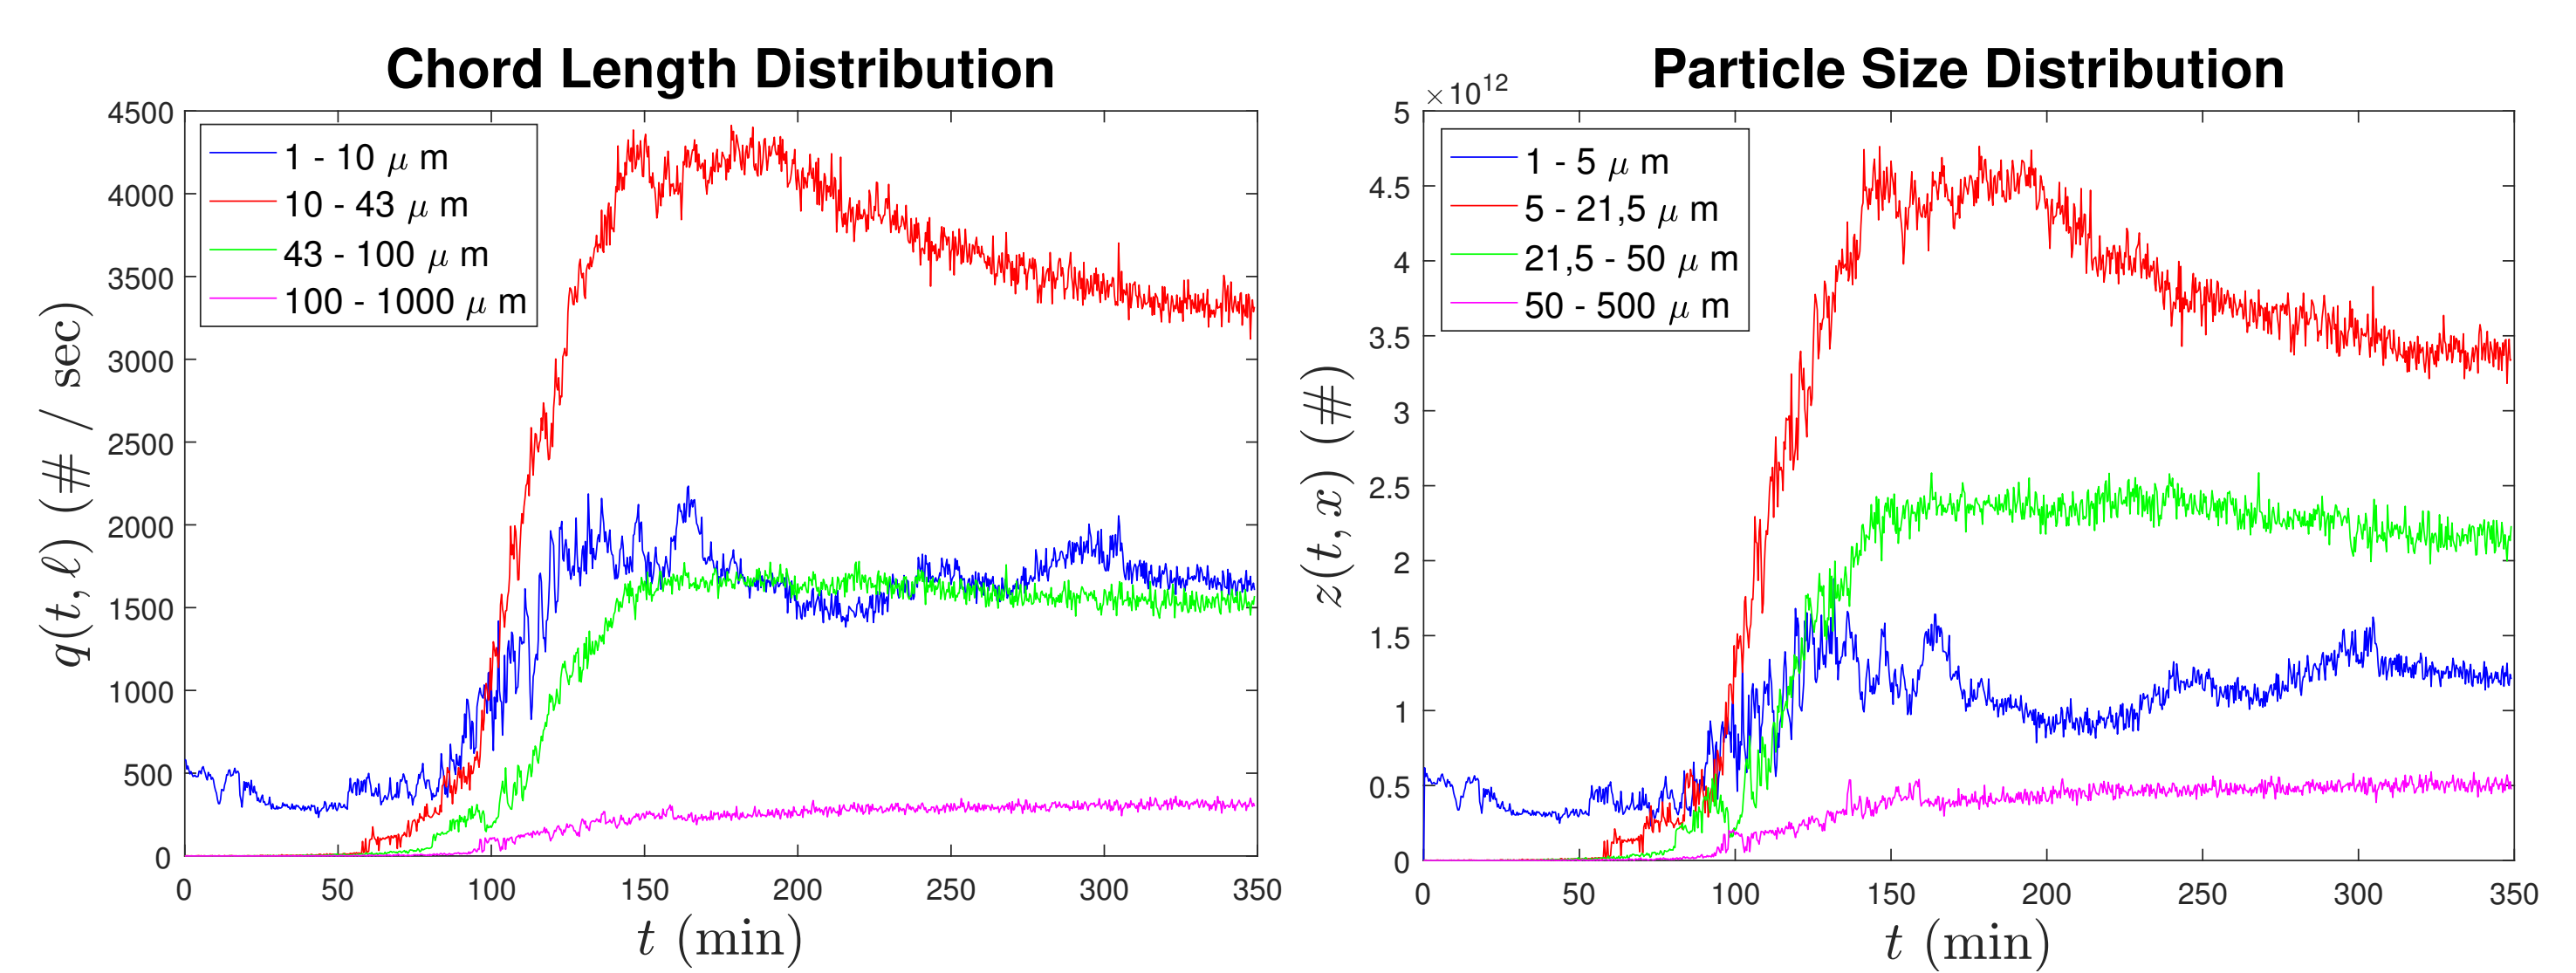 Chord Length Distribution
4500
4000
3500
3000
2500
2000
1500
1000
500
0
1 - 10 μ m
10 - 43 μ m
43 - 100 μ m
100 - 1000 μ m
q(t, ℓ) (# / sec)
0 50 100 150 200 250 300 350
t (min)
Particle Size Distribution
×10¹²
5
4.5
4
3.5
3
2.5
2
1.5
1
0.5
0
1 - 5 μ m
5 - 21,5 μ m
21,5 - 50 μ m
50 - 500 μ m
z(t, x) (#)
0 50 100 150 200 250 300 350
t (min)